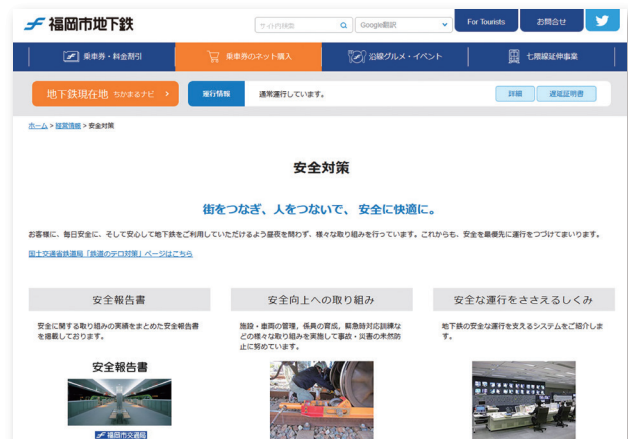 福岡市地下鉄
サイト内検索
Google翻訳
For Tourists
お問合せ
乗車券・料金割引
乗車券のネット購入
沿線グルメ・イベント
七隈線延伸事業
地下鉄現在地 ちかまるナビ >
運行情報
通常運行しています。
詳細
遅延証明書
ホーム > 経営情報 > 安全対策
安全対策
街をつなぎ、人をつないで、 安全に快適に。
お客様に、毎日安全に、そして安心して地下鉄をご利用していただけるよう昼夜を問わず、様々な取り組みを行っています。これからも、安全を最優先に運行をつづけてまいります。
国土交通省鉄道局「鉄道のテロ対策」ページはこちら
安全報告書
安全に関する取り組みの実績をまとめた安全報告書
を掲載しております。
安全報告書
福岡市交通局
安全向上への取り組み
施設・車両の管理，係員の育成，緊急時対応訓練な
どの様々な取り組みを実施して事故・災害の未然防
止に努めています。
安全な運行をささえるしくみ
地下鉄の安全な運行を支えるシステムをご紹介しま
す。